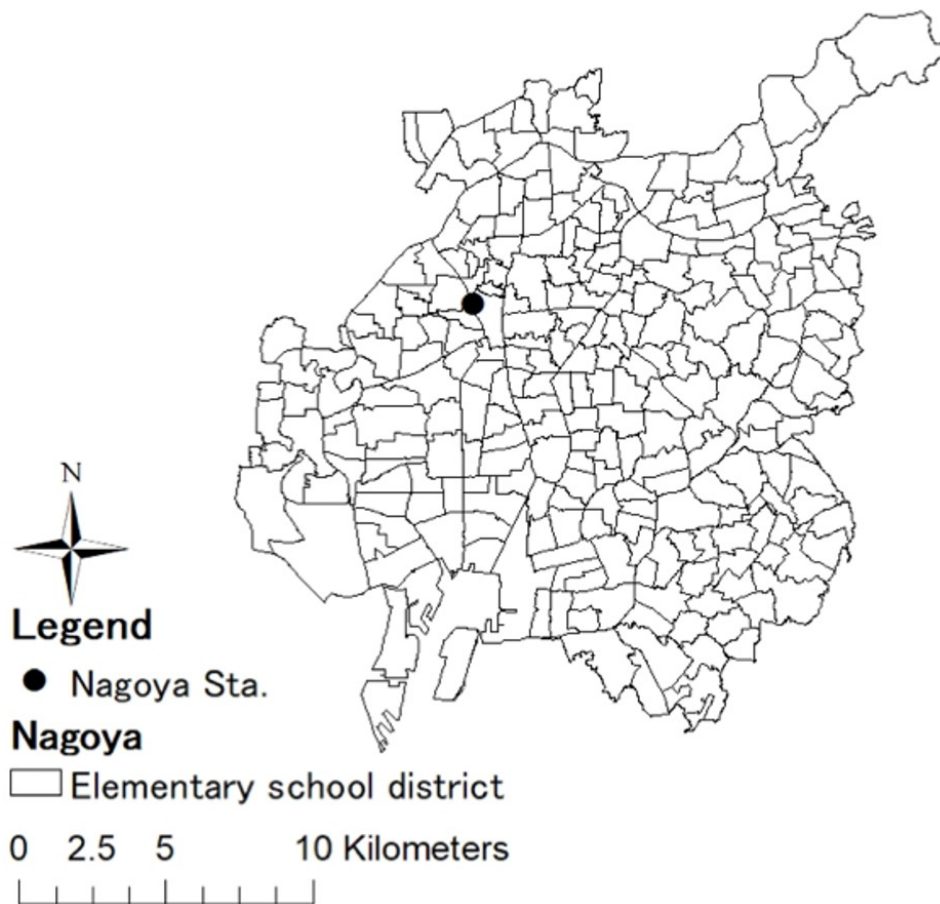 N
Legend
Nagoya Sta.
Nagoya
Elementary school district
0 2.5 5 10 Kilometers